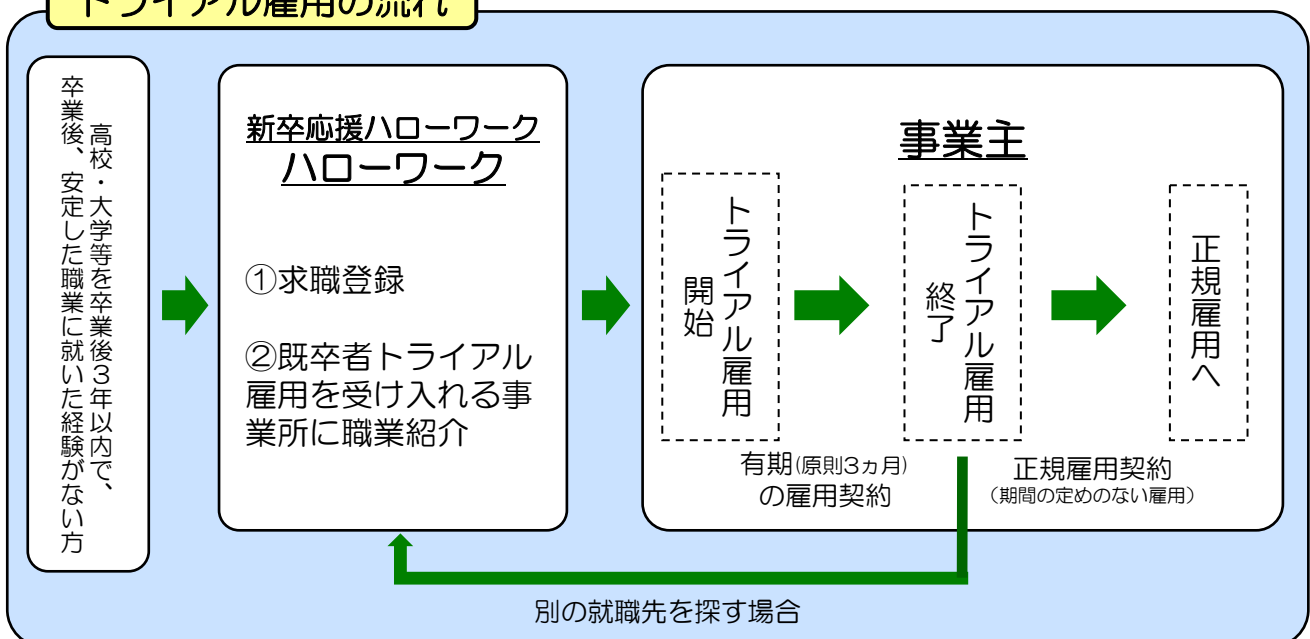 トライアル雇用の流れ
高校・大学等を卒業後３年以内で、
卒業後、安定した職業に就いた経験がない方
新卒応援ハローワーク
ハローワーク
①求職登録
②既卒者トライアル
雇用を受け入れる事
業所に職業紹介
事業主
トライアル雇用
開始
トライアル雇用
終了
正規雇用へ
有期(原則3ヵ月)
の雇用契約
正規雇用契約
（期間の定めのない雇用）
別の就職先を探す場合